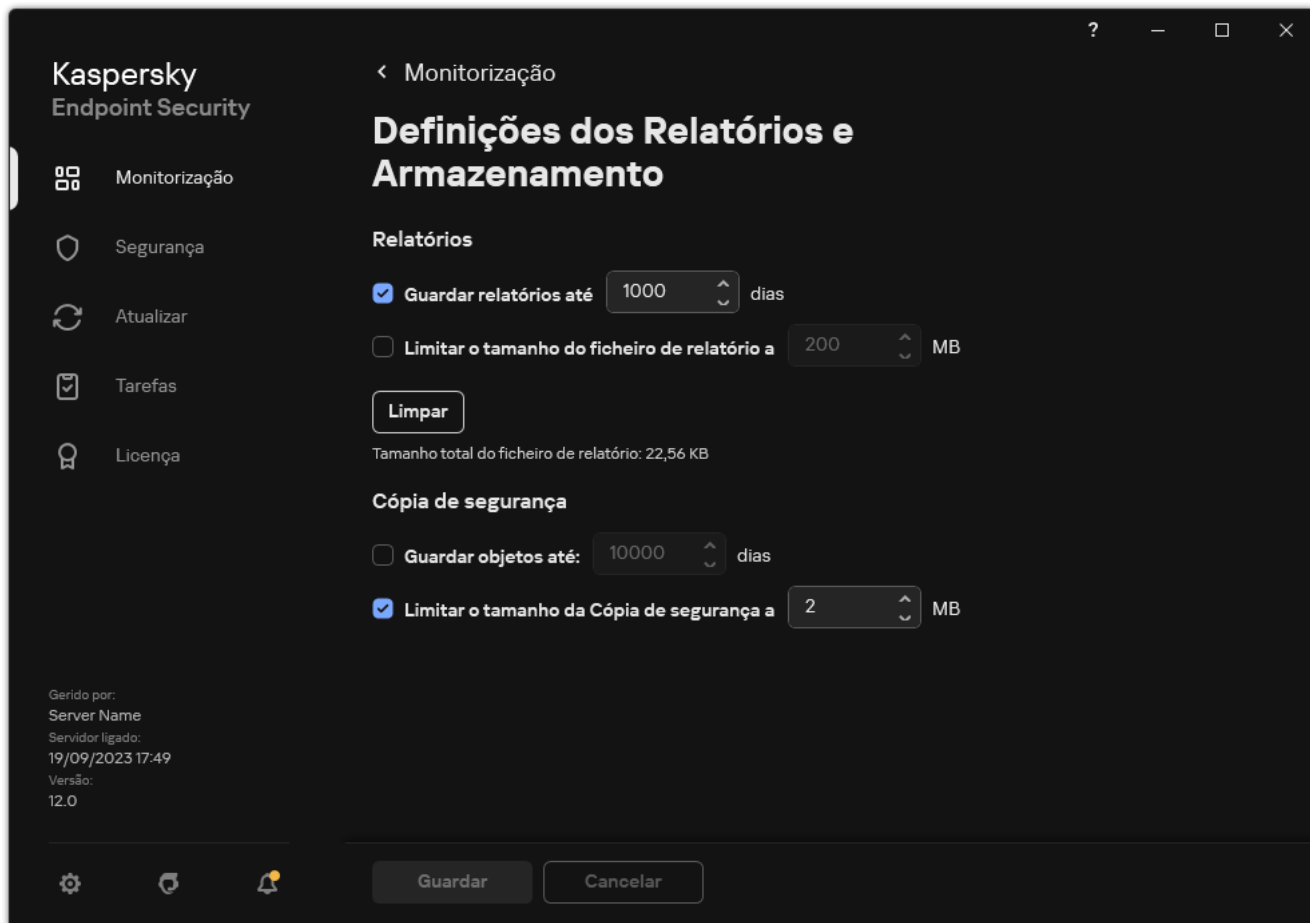 ?
Kaspersky
Endpoint Security
Monitorização
Segurança
Atualizar
Tarefas
Licença
Gerido por:
Server Name
Servidor ligado:
19/09/2023 17:49
Versão:
12.0
Monitorização
Definições dos Relatórios e
Armazenamento
Relatórios
Guardar relatórios até 1000 dias
Limitar o tamanho do ficheiro de relatório a 200 MB
Limpar
Tamanho total do ficheiro de relatório: 22,56 KB
Cópia de segurança
Guardar objetos até: 10000 dias
Limitar o tamanho da Cópia de segurança a 2 MB
Guardar Cancelar